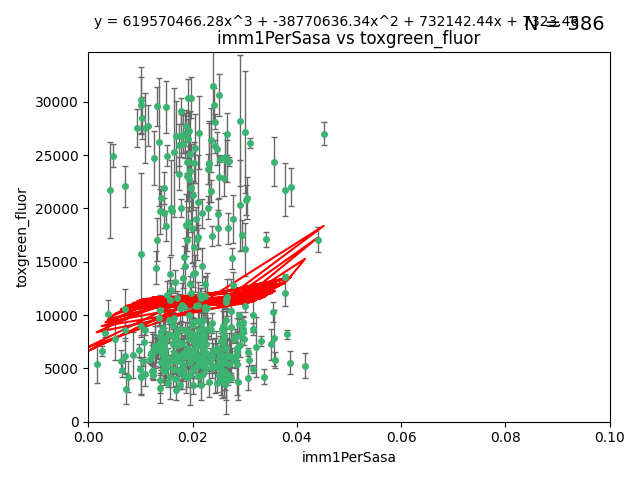 y = 619570466.28x^3 + -38770636.34x^2 + 732142.44x +
N = 386
imm1PerSasa vs toxgreen_fluor
toxgreen_fluor
30000
25000
20000
15000
10000
5000
0
0.00 0.02 0.04 0.06 0.08 0.10
imm1PerSasa